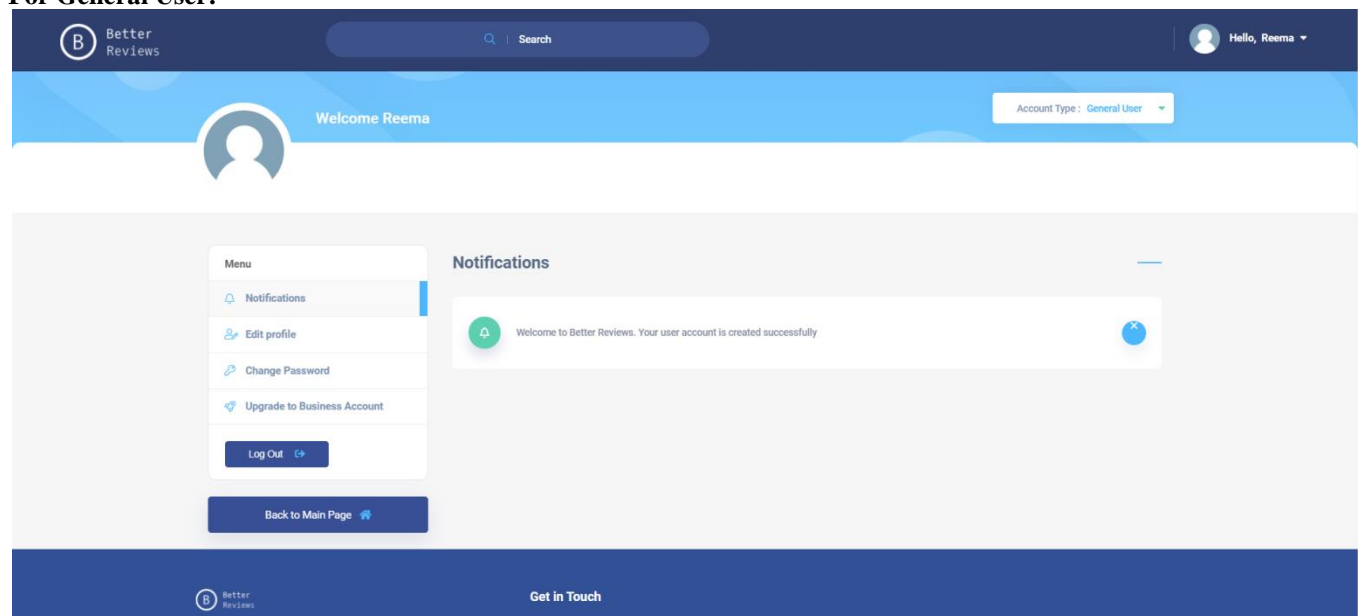 For General User:
B
Better
Reviews
Search
Hello, Reema
Welcome Reema
Account Type : General User
Menu
Notifications
Edit profile
Change Password
Upgrade to Business Account
Log Out
Back to Main Page
Notifications
Welcome to Better Reviews. Your user account is created successfully
B
Better
Reviews
Get in Touch